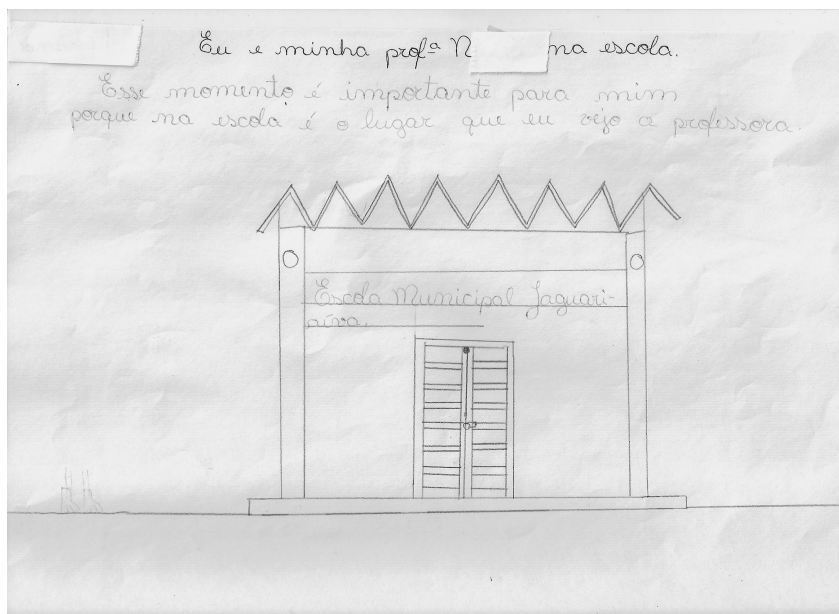 Eu e minha profª N na escola.
Esse momento é importante para mim
porque na escola é o lugar que eu vejo a professora.
Escola Municipal Jaguari-
aíva.